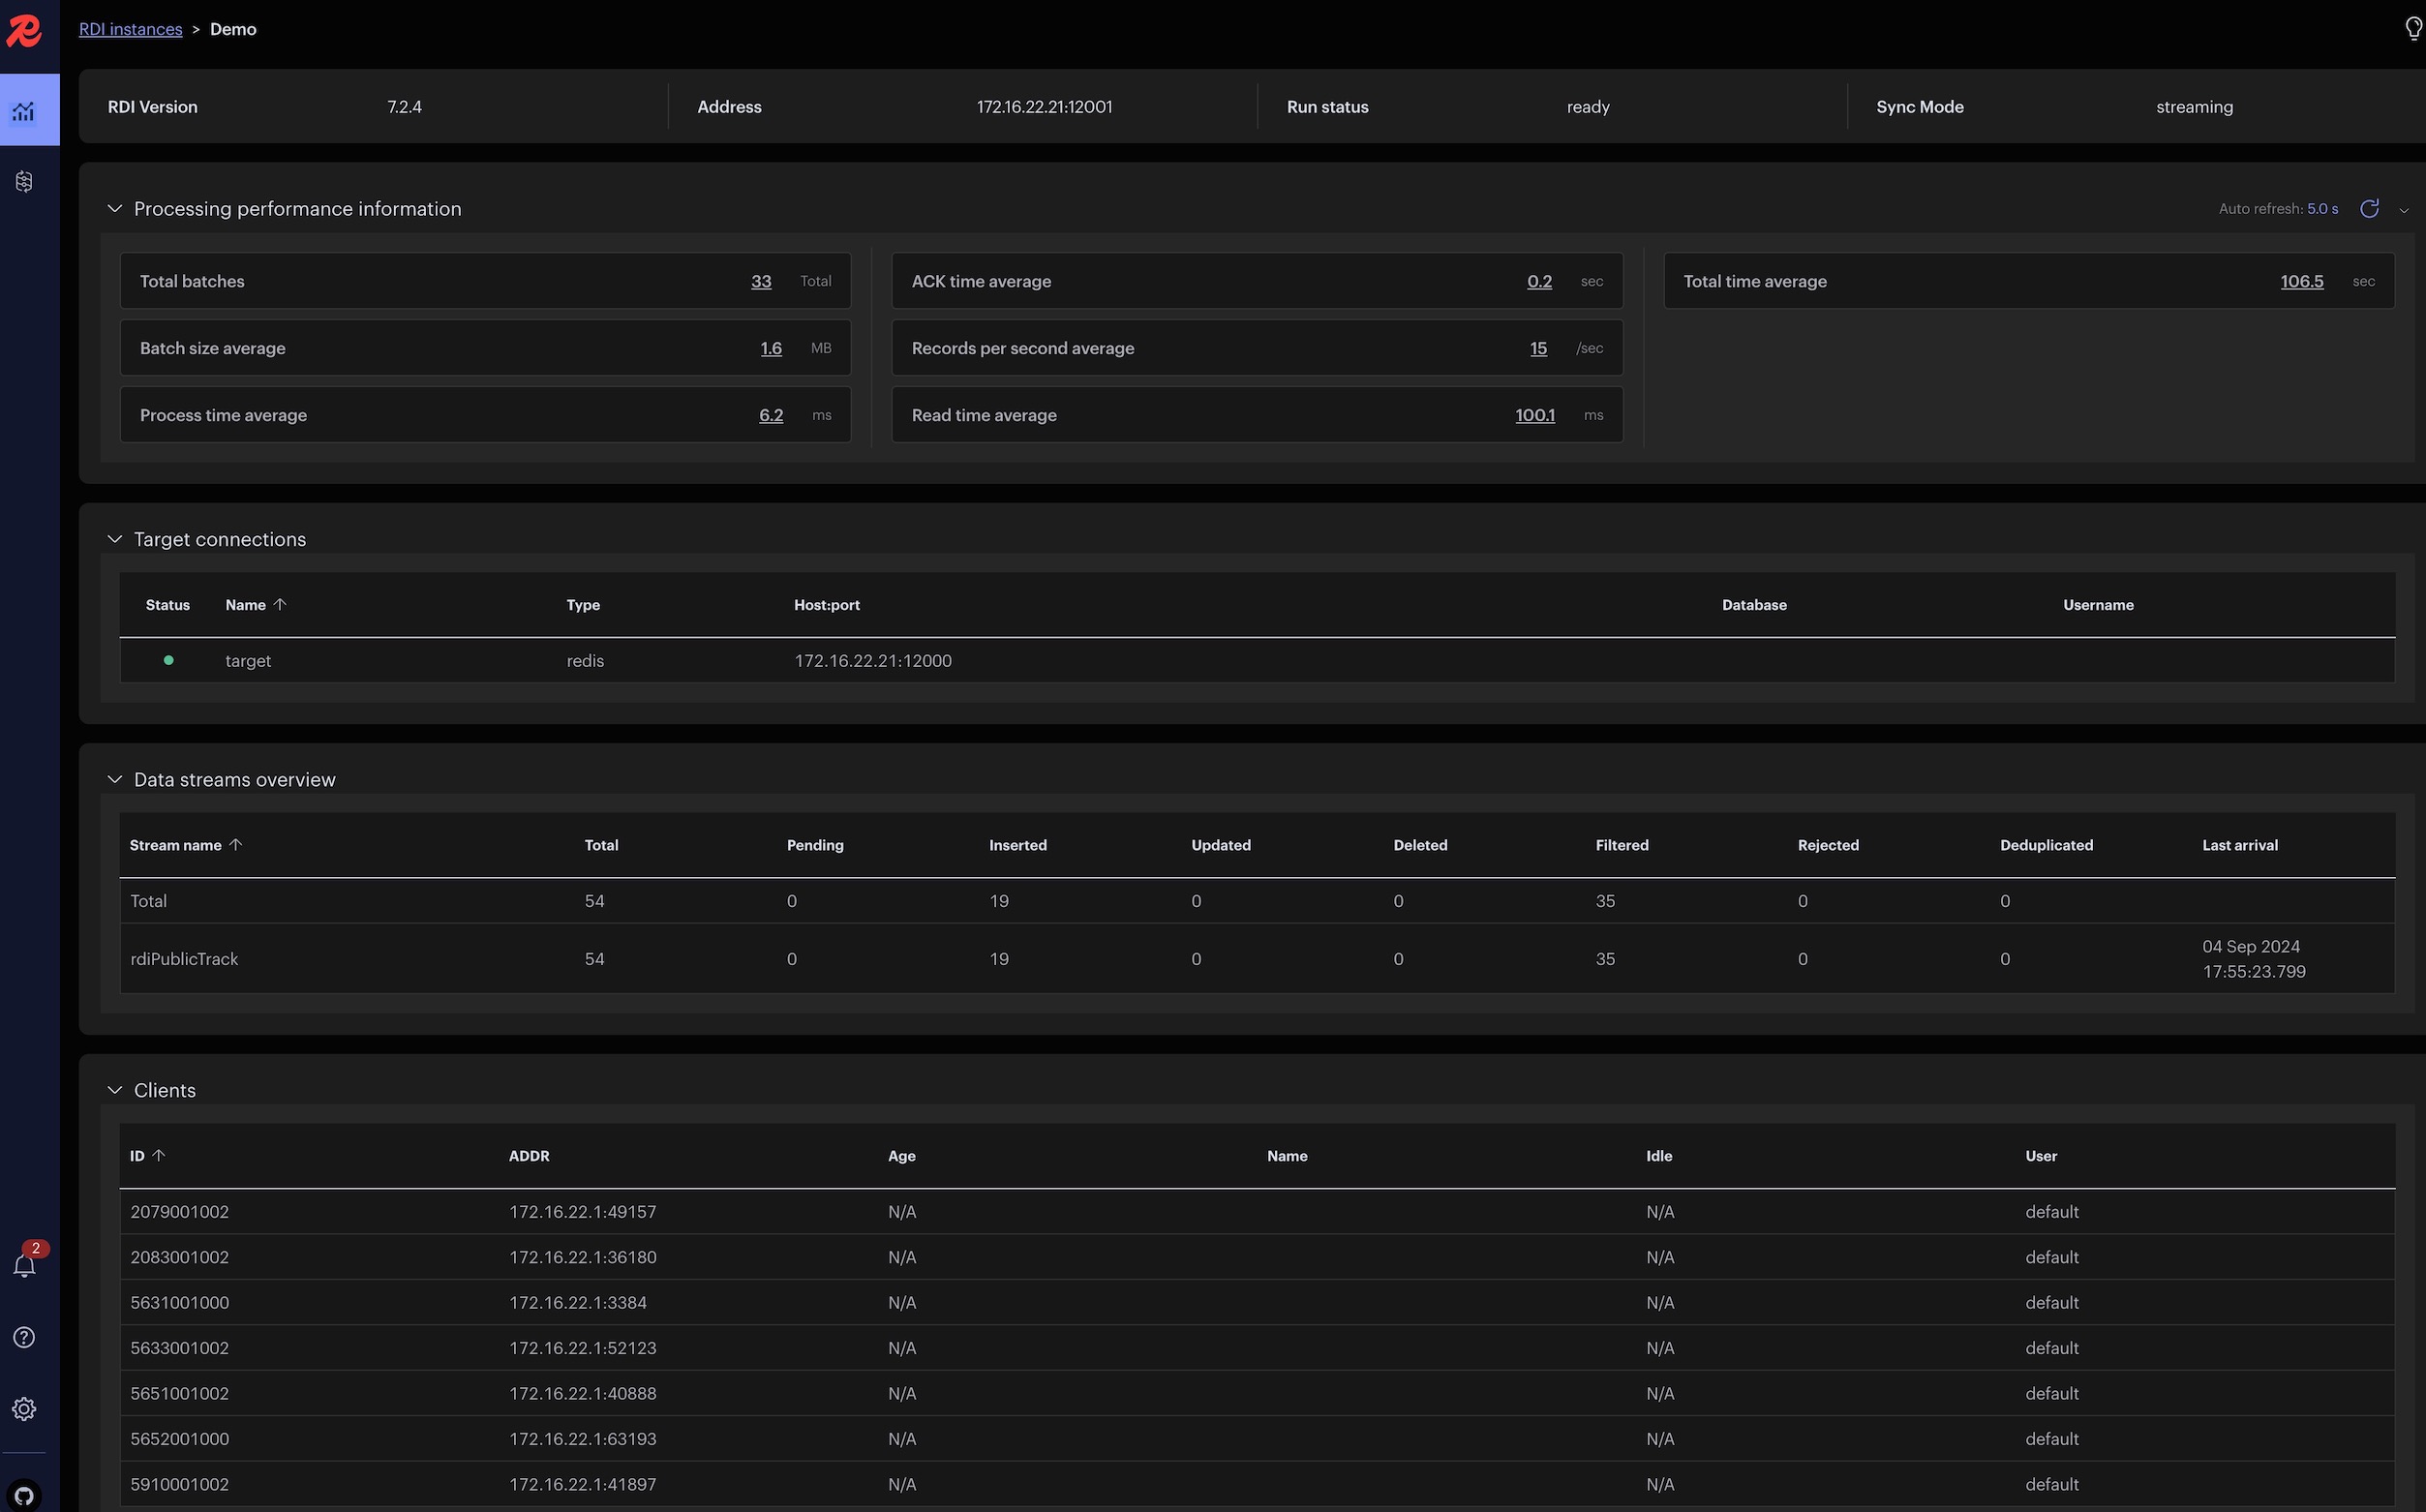 RDI instances > Demo
RDI Version 7.2.4 Address 172.16.22.21:12001 Run status ready Sync Mode streaming
Processing performance information Auto refresh: 5.0 s
Total batches 33 Total ACK time average 0.2 sec Total time average 106.5 sec
Batch size average 1.6 MB Records per second average 15 /sec
Process time average 6.2 ms Read time average 100.1 ms
Target connections
Status Name Type Host:port Database Username
target redis 172.16.22.21:12000
Data streams overview
Stream name Total Pending Inserted Updated Deleted Filtered Rejected Deduplicated Last arrival
Total 54 0 19 0 0 35 0 0
rdiPublicTrack 54 0 19 0 0 35 0 0 04 Sep 2024
17:55:23.799
Clients
ID ADDR Age Name Idle User
2079001002 172.16.22.1:49157 N/A N/A default
2
2083001002 172.16.22.1:36180 N/A N/A default
5631001000 172.16.22.1:3384 N/A N/A default
5633001002 172.16.22.1:52123 N/A N/A default
5651001002 172.16.22.1:40888 N/A N/A default
5652001000 172.16.22.1:63193 N/A N/A default
5910001002 172.16.22.1:41897 N/A N/A default